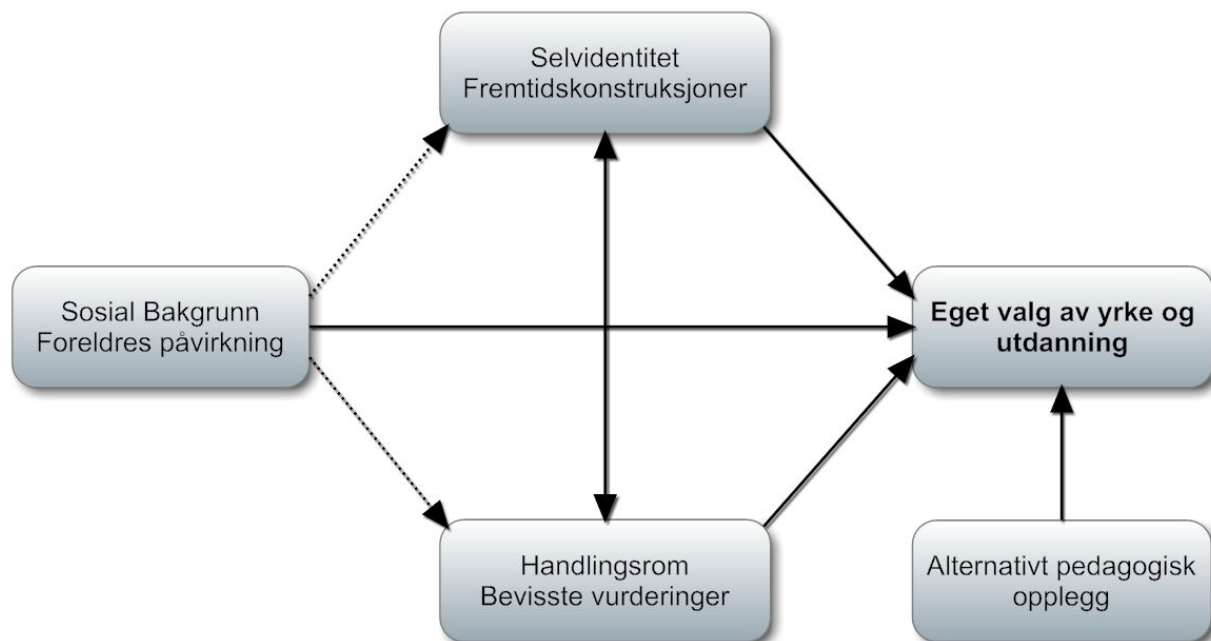 Selvidentitet
Fremtidskonstruksjoner
Sosial Bakgrunn
Foreldres påvirkning
Eget valg av yrke og
utdanning
Handlingsrom
Bevisste vurderinger
Alternativt pedagogisk
opplegg